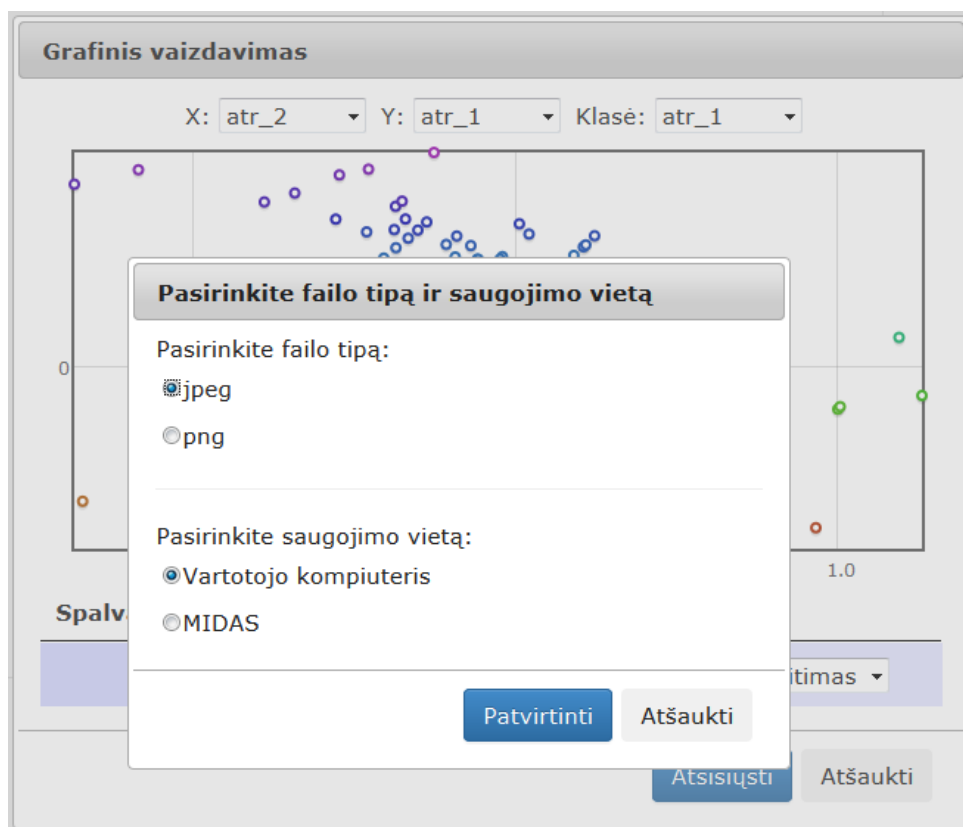 Grafinis vaizdavimas
X: atr_2 Y: atr_1 Klasė: atr_1
Pasirinkite failo tipą ir saugojimo vietą
Pasirinkite failo tipą:
0
jpeg
png
Pasirinkite saugojimo vietą:
Vartotojo kompiuteris
1.0
MIDAS
Patvirtinti Atšaukti
Atsisiųsti Atšaukti